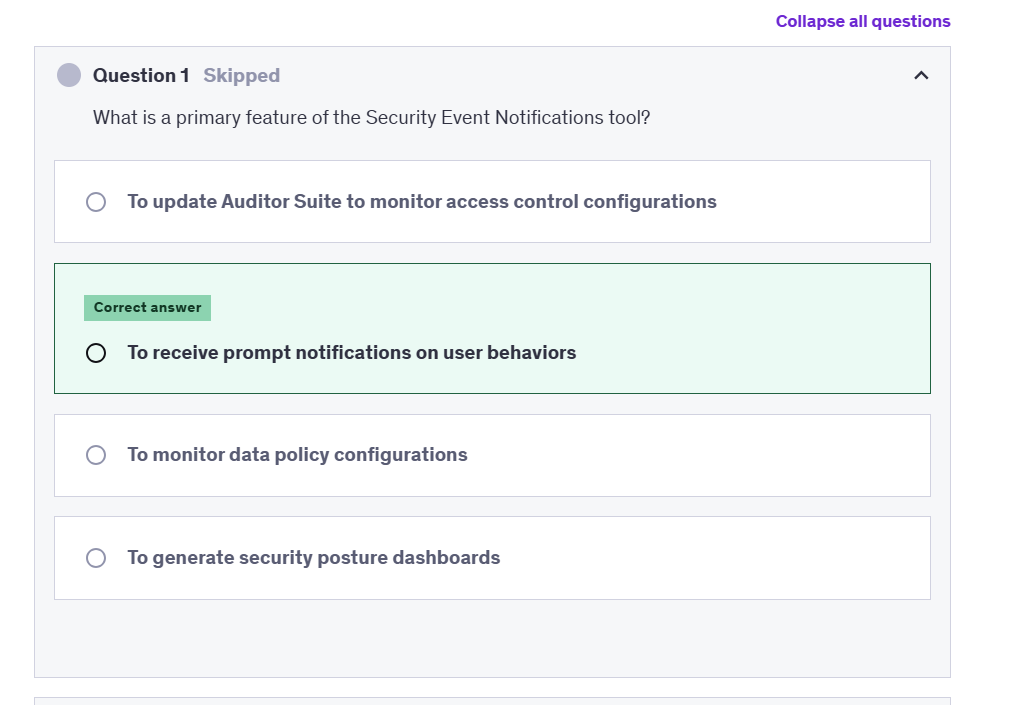 Collapse all questions
Question 1 Skipped
What is a primary feature of the Security Event Notifications tool?
To update Auditor Suite to monitor access control configurations
Correct answer
To receive prompt notifications on user behaviors
To monitor data policy configurations
To generate security posture dashboards